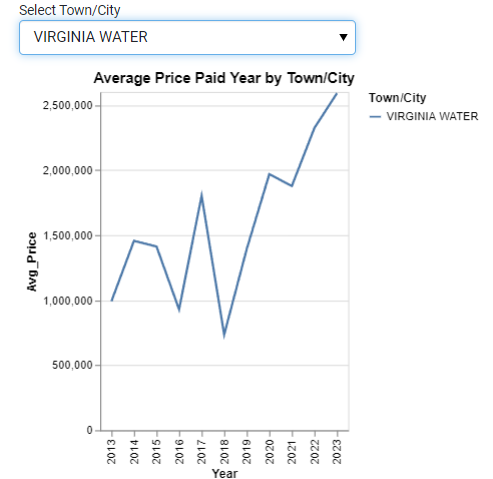 Select Town/City
VIRGINIA WATER
Average Price Paid Year by Town/City
Town/City
VIRGINIA WATER
2,500,000
2,000,000
1,500,000
1,000,000
500,000
0
Avg_Price
2013
2014
2015
2016
2017
2018
2019
2020
2021
2022
2023
Year